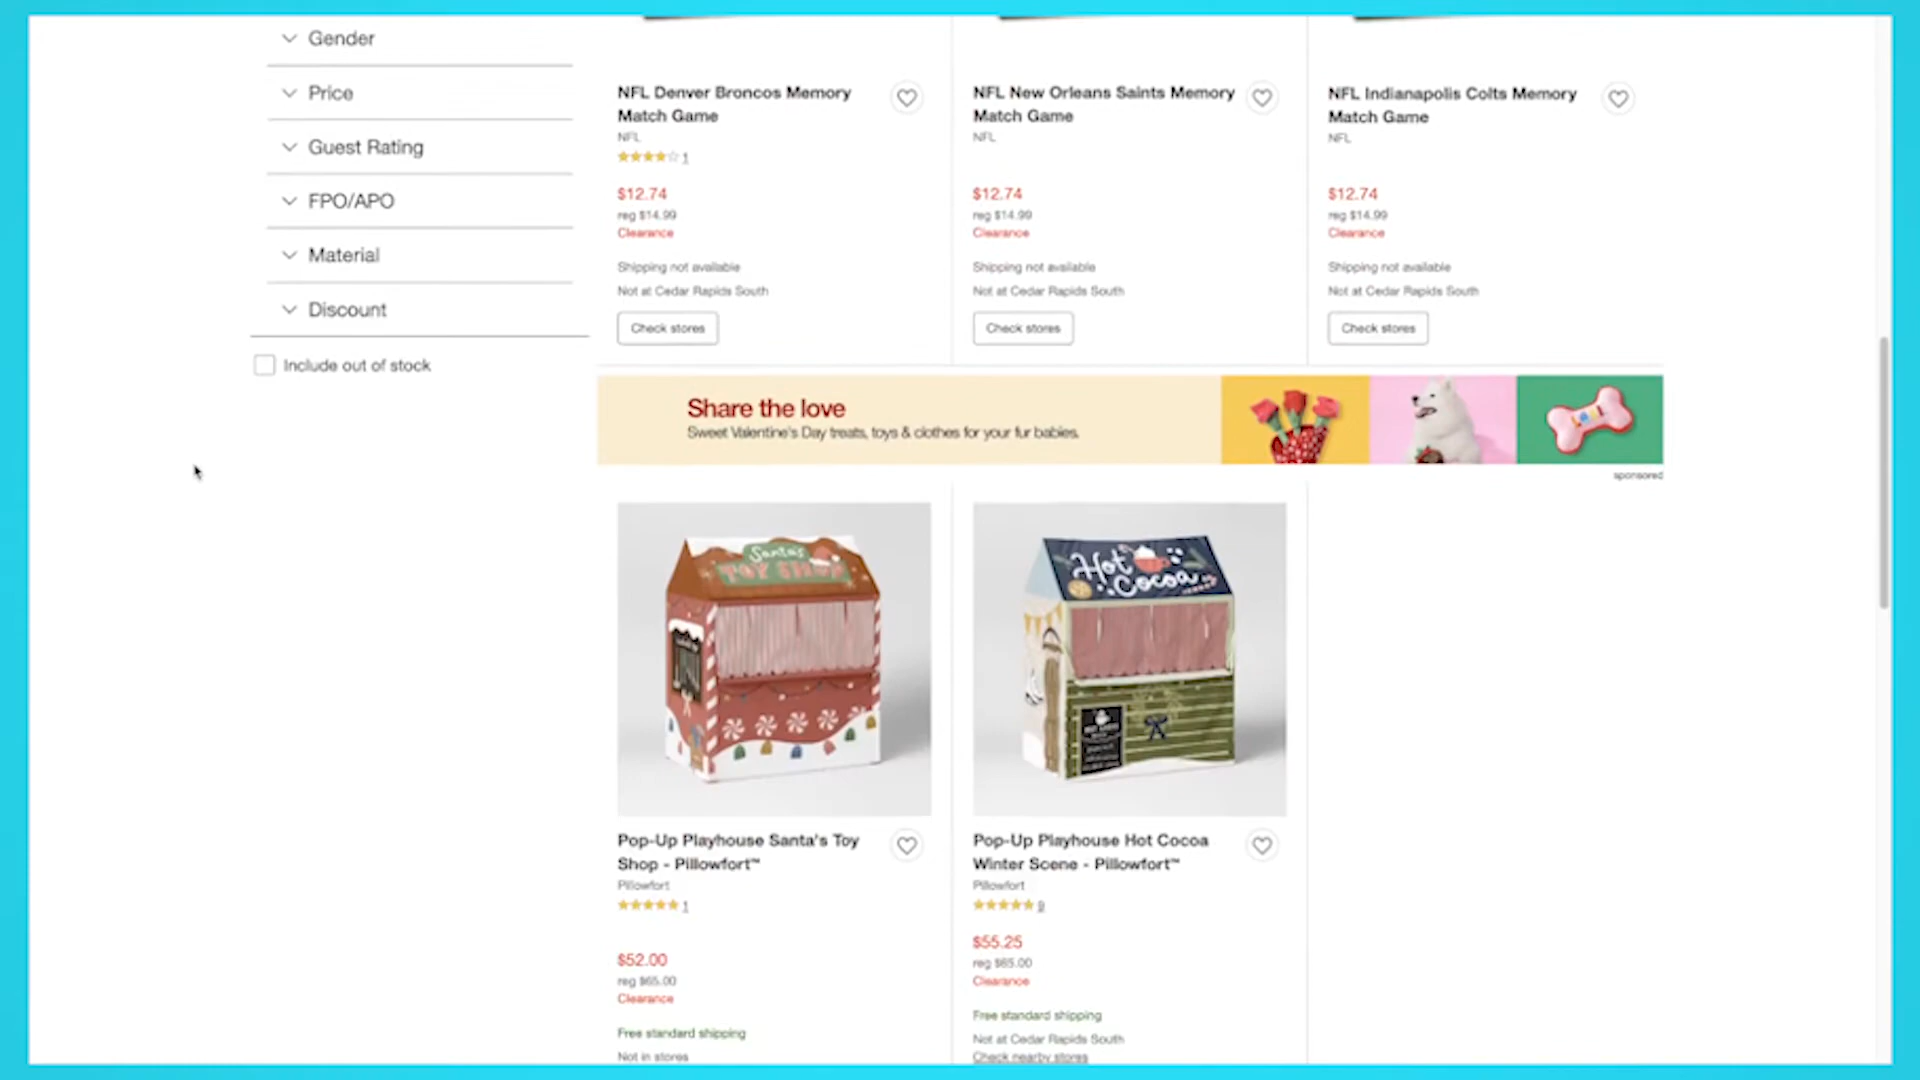 Gender
Price
Guest Rating
FPO/APO
Material
Discount
Include out of stock
NFL Denver Broncos Memory
Match Game
NFL
1
$12.74
reg $14.99
Clearance
Shipping not available
Not at Cedar Rapids South
Check stores
NFL New Orleans Saints Memory
Match Game
NFL
$12.74
reg $14.99
Clearance
Shipping not available
Not at Cedar Rapids South
Check stores
NFL Indianapolis Colts Memory
Match Game
NFL
$12.74
reg $14.99
Clearance
Shipping not available
Not at Cedar Rapids South
Check stores
Share the love
Sweet Valentine's Day treats, toys & clothes for your fur babies.
sponsored
Santa's
TOY SHOP
Pop-Up Playhouse Santa's Toy
Shop - Pillowfort™
Pillowfort
1
$52.00
reg $65.00
Clearance
Free standard shipping
Not in stores
Hot
Cocoa
Pop-Up Playhouse Hot Cocoa
Winter Scene - Pillowfort™
Pillowfort
9
$55.25
reg $65.00
Clearance
Free standard shipping
Not at Cedar Rapids South
Check nearby stores